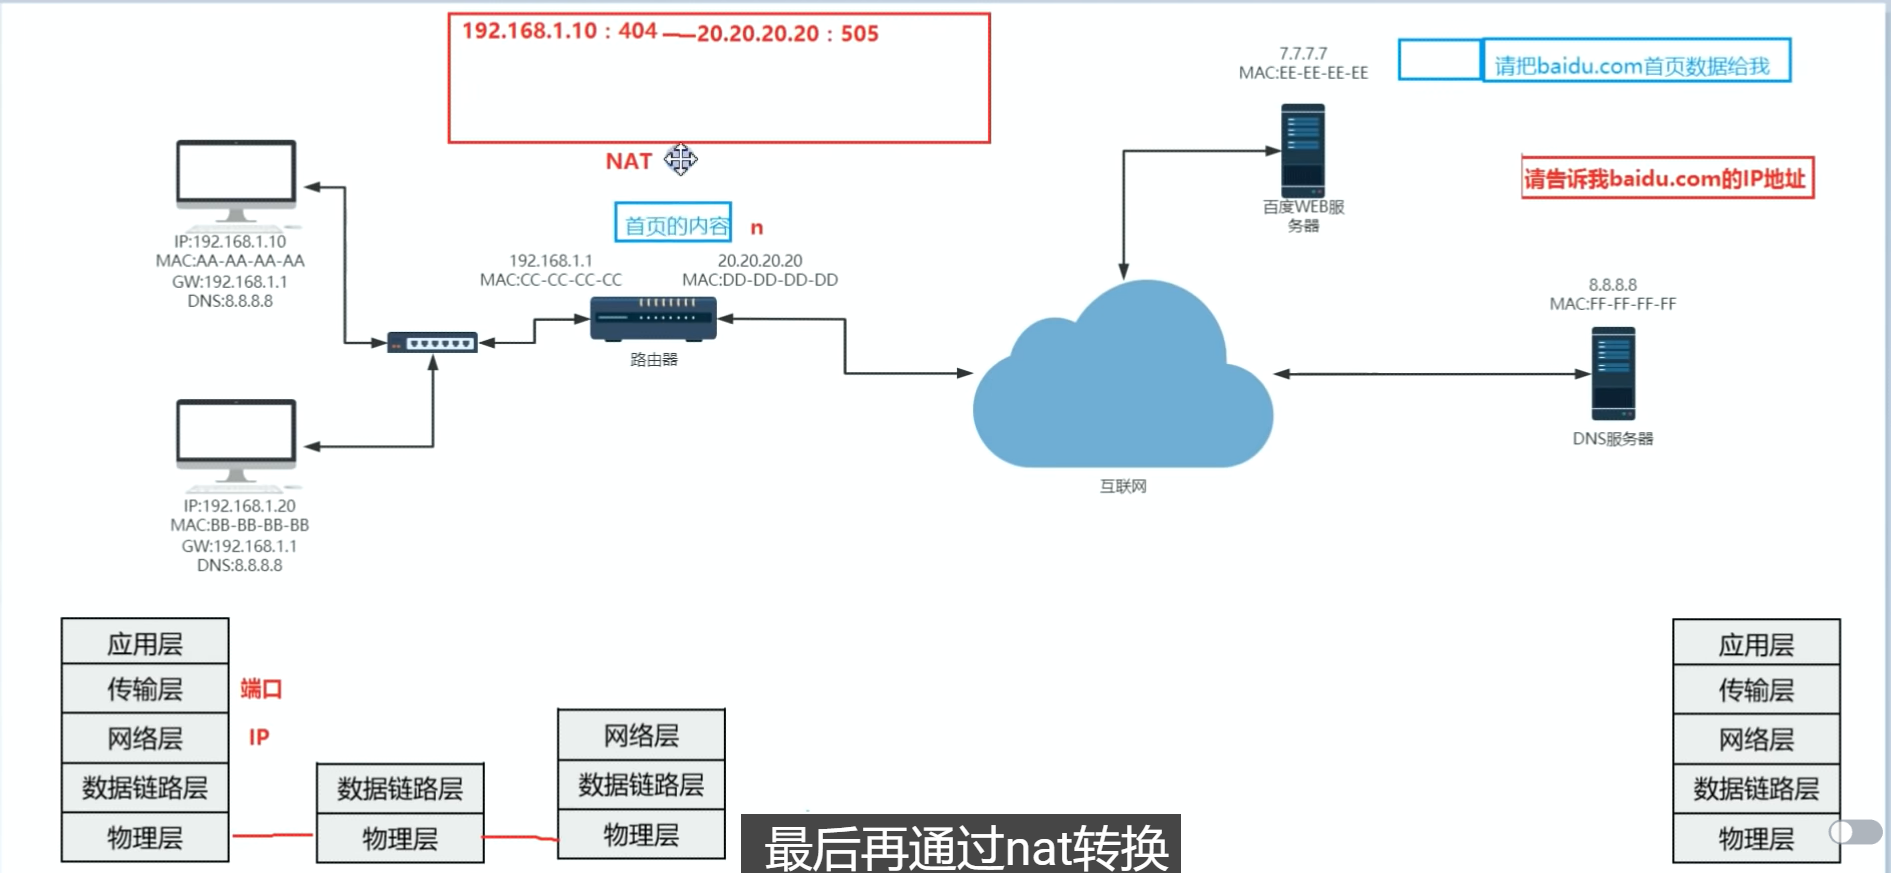 192.168.1.10：404 ——20.20.20.20：505
NAT
7.7.7.7
MAC:EE-EE-EE-EE
请把baidu.com首页数据给我
请告诉我baidu.com的IP地址
百度WEB服
务器
首页的内容
n
IP:192.168.1.10
MAC:AA-AA-AA-AA
GW:192.168.1.1
DNS:8.8.8.8
192.168.1.1
MAC:CC-CC-CC-CC
20.20.20.20
MAC:DD-DD-DD-DD
路由器
8.8.8.8
MAC:FF-FF-FF-FF
DNS服务器
互联网
IP:192.168.1.20
MAC:BB-BB-BB-BB
GW:192.168.1.1
DNS:8.8.8.8
应用层
传输层
端口
网络层
IP
数据链路层
物理层
数据链路层
物理层
网络层
数据链路层
物理层
应用层
传输层
网络层
数据链路层
物理层
最后再通过nat转换